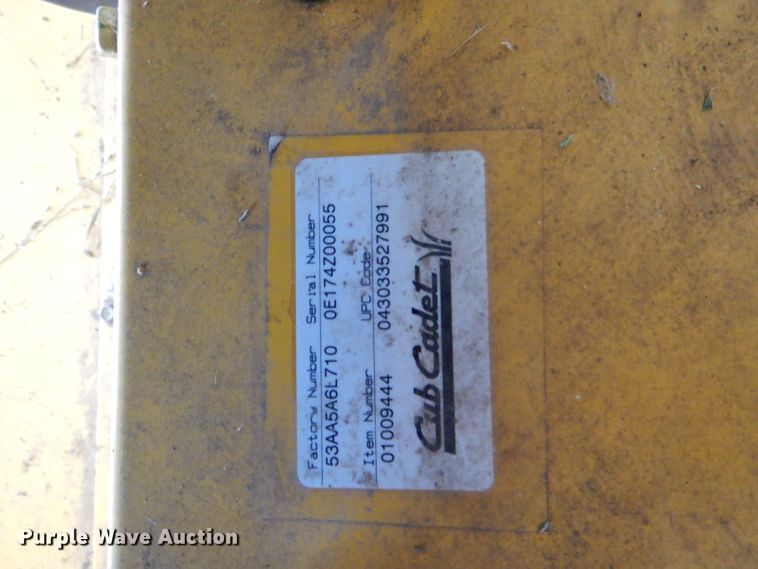 Factory Number Serial Number
53AA5A6L710 0E174Z00055
Item Number UPC Code
01009444 043033527991
Cub Cadet
Purple Wave Auction